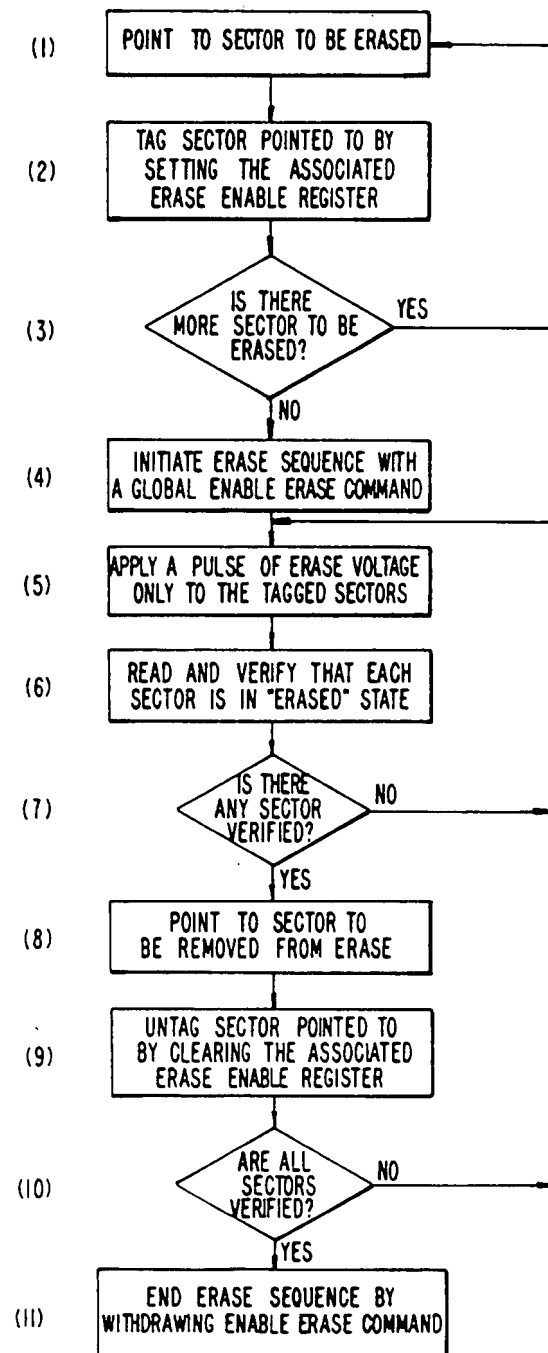 (1)
POINT TO SECTOR TO BE ERASED
(2)
TAG SECTOR POINTED TO BY
SETTING THE ASSOCIATED
ERASE ENABLE REGISTER
(3)
IS THERE
MORE SECTOR TO BE
ERASED?
YES
NO
(4)
INITIATE ERASE SEQUENCE WITH
A GLOBAL ENABLE ERASE COMMAND
(5)
APPLY A PULSE OF ERASE VOLTAGE
ONLY TO THE TAGGED SECTORS
(6)
READ AND VERIFY THAT EACH
SECTOR IS IN "ERASED" STATE
(7)
IS THERE
ANY SECTOR
VERIFIED?
NO
YES
(8)
POINT TO SECTOR TO
BE REMOVED FROM ERASE
(9)
UNTAG SECTOR POINTED TO
BY CLEARING THE ASSOCIATED
ERASE ENABLE REGISTER
(10)
ARE ALL
SECTORS
VERIFIED?
NO
YES
(11)
END ERASE SEQUENCE BY
WITHDRAWING ENABLE ERASE COMMAND